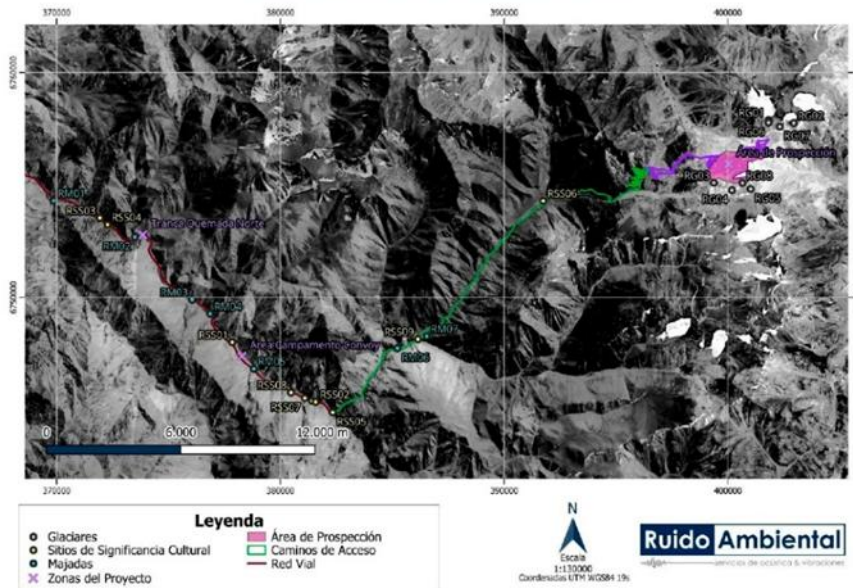 370000
380000
390000
400000
6760000
RG01
RG02
RG07
Área de Prospección
RG03
RG08
RG04
RG05
RM01
RSS03
RSS04
Tranca Quemada Norte
RM02
RSS06
6750000
RM03
RM04
RSS01
Área Campamento Convoy
RM05
RSS09
RM07
RM06
RSS08
RSS02
RSS07
RSS05
0
6.000
12.000 m
370000
380000
390000
400000
Leyenda
Glaciares
Sitios de Significancia Cultural
Majadas
Zonas del Proyecto
Área de Prospección
Caminos de Acceso
Red Vial
N
Escala
1:130000
Coordenadas UTM WGS84 19s
Ruido Ambiental
servicios de acústica & vibraciones